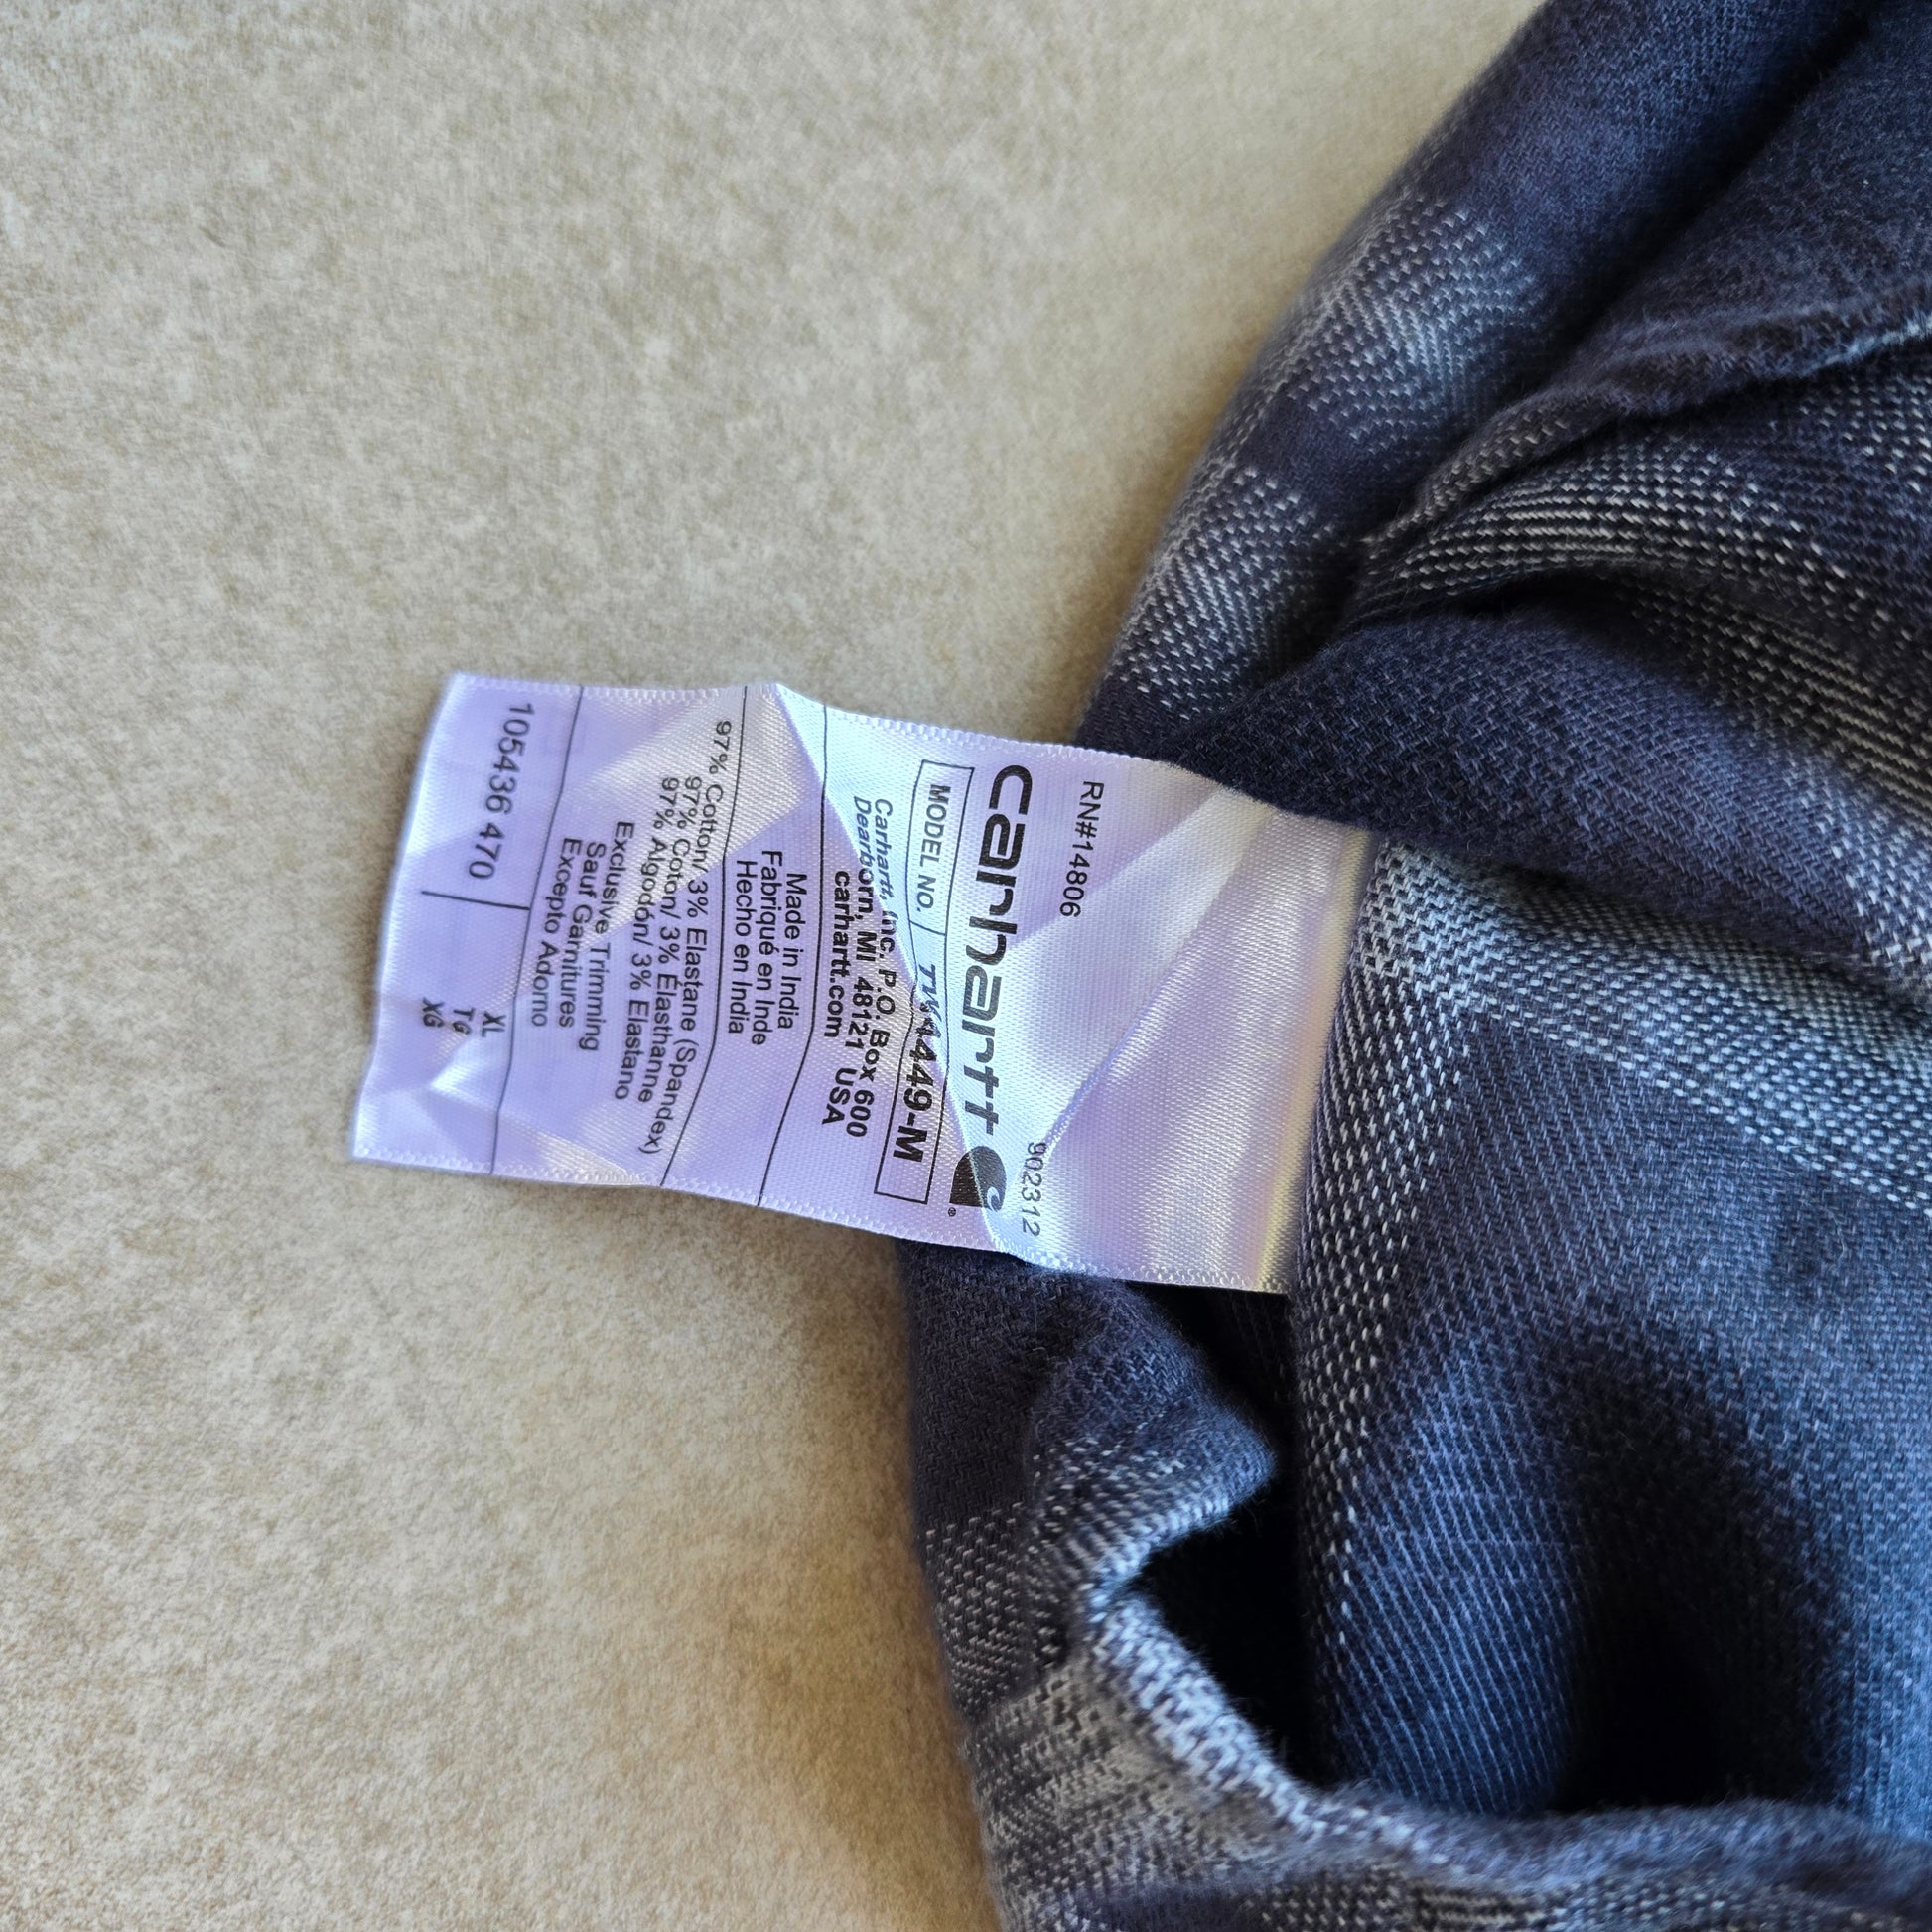 RN#14806
902312
carhartt
MODEL NO. TW4449-M
Carhartt, Inc. P.O. Box 600
Dearborn, MI 48121 USA
carhartt.com
Made in India
Fabriqué en Inde
Hecho en India
97% Cotton/ 3% Elastane (Spandex)
97% Coton/ 3% Élasthanne
97% Algodón/ 3% Elastano
Exclusive Trimming
Sauf Garnitures
Excepto Adorno
105436 470
XL
TG
XG